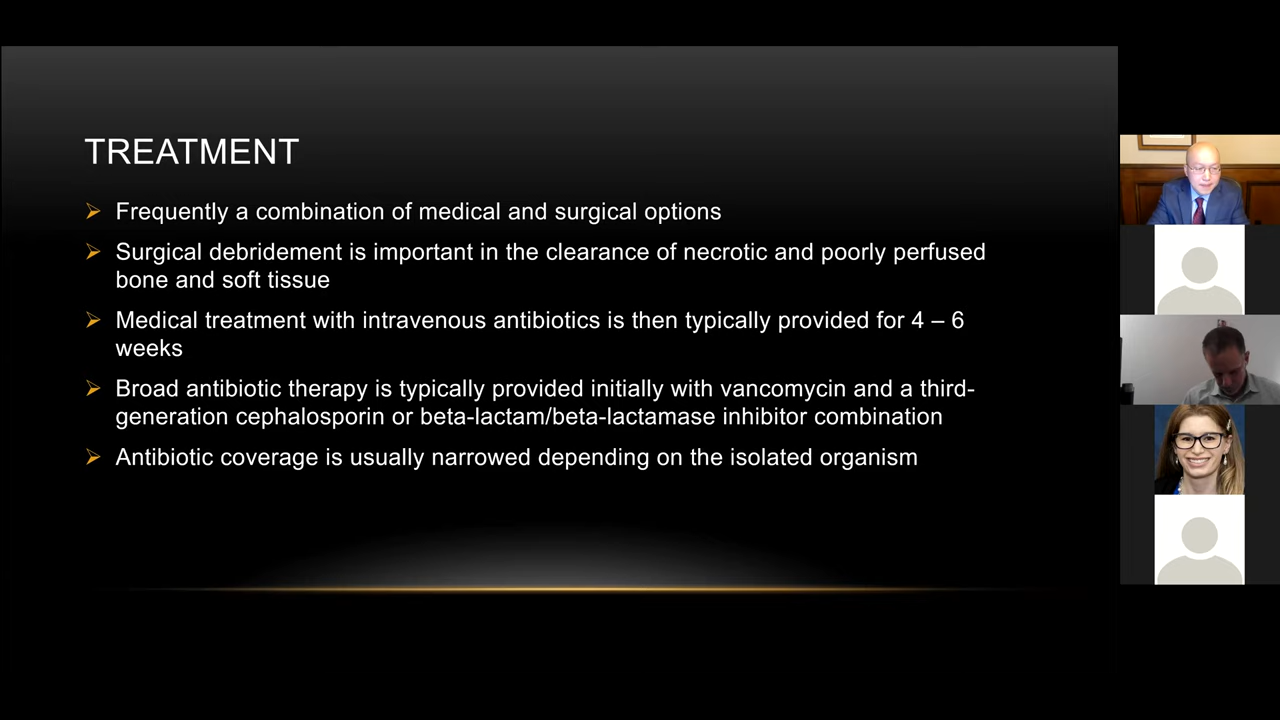 TREATMENT
Frequently a combination of medical and surgical options
Surgical debridement is important in the clearance of necrotic and poorly perfused
bone and soft tissue
Medical treatment with intravenous antibiotics is then typically provided for 4 – 6
weeks
Broad antibiotic therapy is typically provided initially with vancomycin and a third-
generation cephalosporin or beta-lactam/beta-lactamase inhibitor combination
Antibiotic coverage is usually narrowed depending on the isolated organism